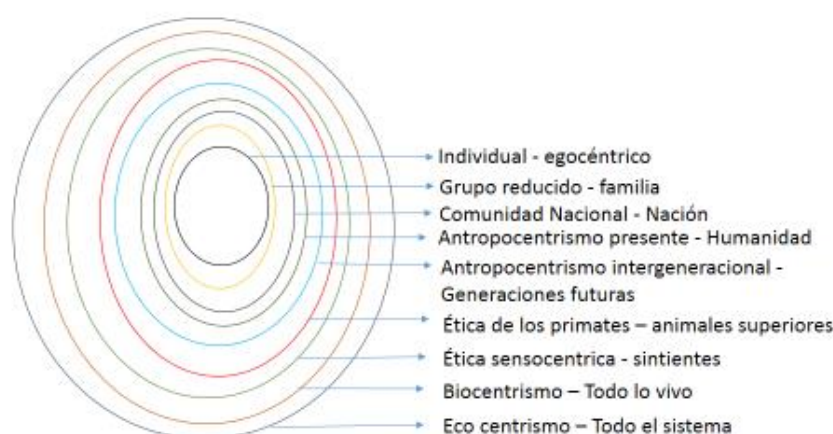 Individual - egocéntrico
Grupo reducido - familia
Comunidad Nacional - Nación
Antropocentrismo presente - Humanidad
Antropocentrismo intergeneracional -
Generaciones futuras
Ética de los primates – animales superiores
Ética sensocentrica - sintientes
Biocentrismo – Todo lo vivo
Eco centrismo – Todo el sistema